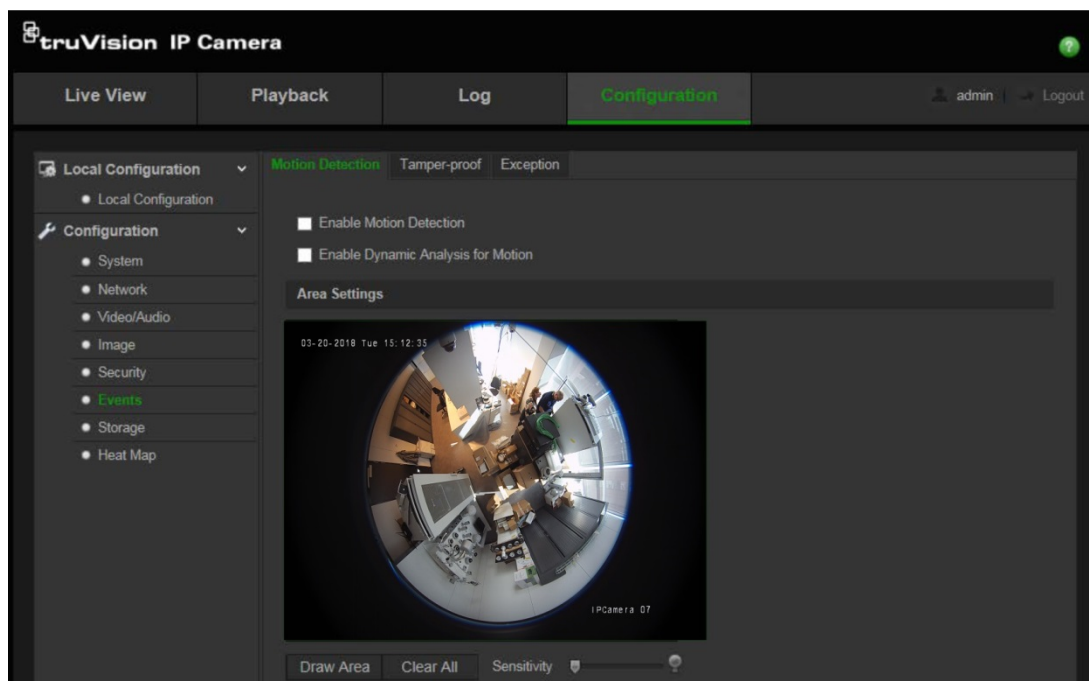 truVision IP Camera
?
Live View
Playback
Log
Configuration
admin | Logout
Local Configuration
Local Configuration
Configuration
System
Network
Video/Audio
Image
Security
Events
Storage
Heat Map
Motion Detection
Tamper-proof
Exception
Enable Motion Detection
Enable Dynamic Analysis for Motion
Area Settings
03-20-2018 Tue 15:12:35
IPCamera 07
Draw Area
Clear All
Sensitivity